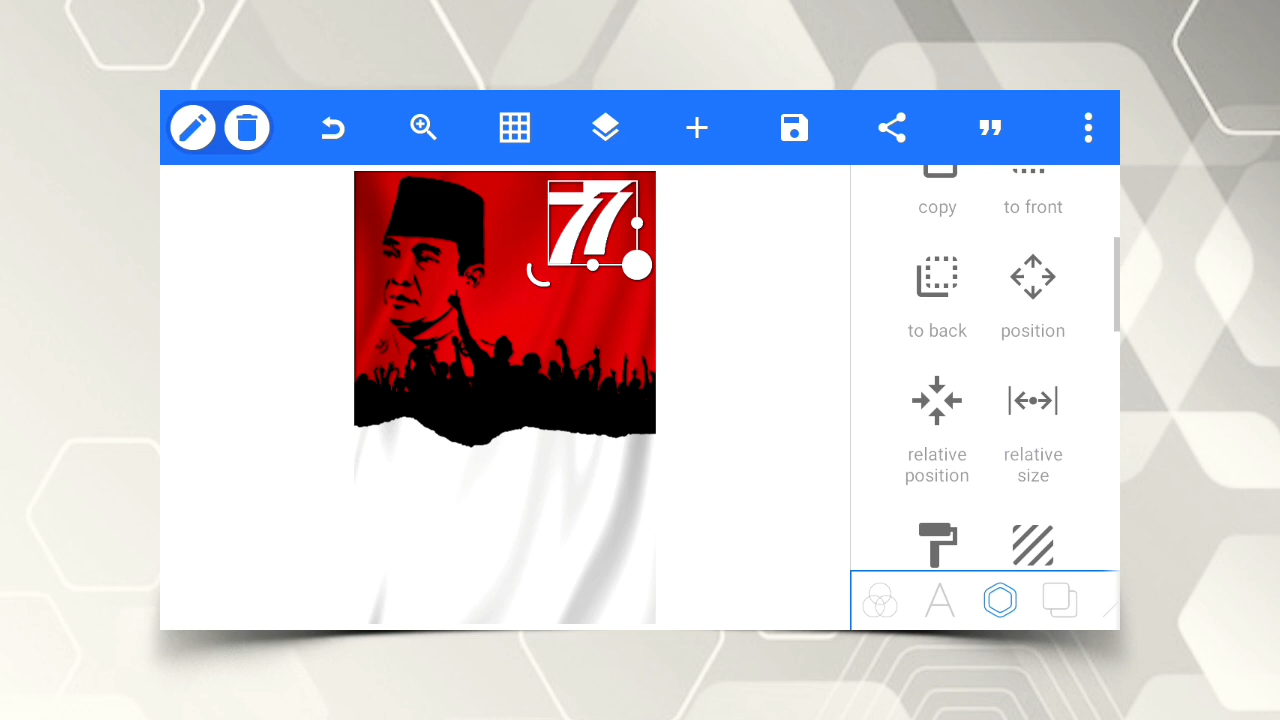 77
copy
to front
to back
position
relative
position
relative
size